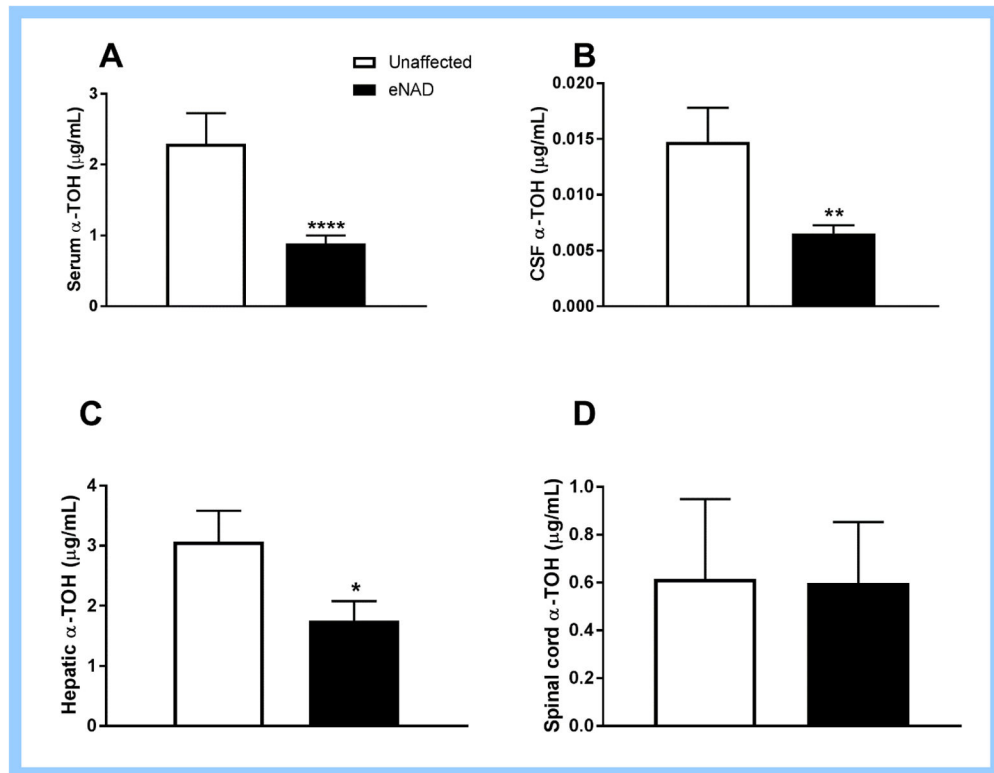 A
Unaffected
eNAD
Serum α-TOH (μg/mL)
3
2
1
0
****
B
CSF α-TOH (μg/mL)
0.020
0.015
0.010
0.005
0.000
**
C
Hepatic α-TOH (μg/mL)
4
3
2
1
0
*
D
Spinal cord α-TOH (μg/mL)
1.0
0.8
0.6
0.4
0.2
0.0